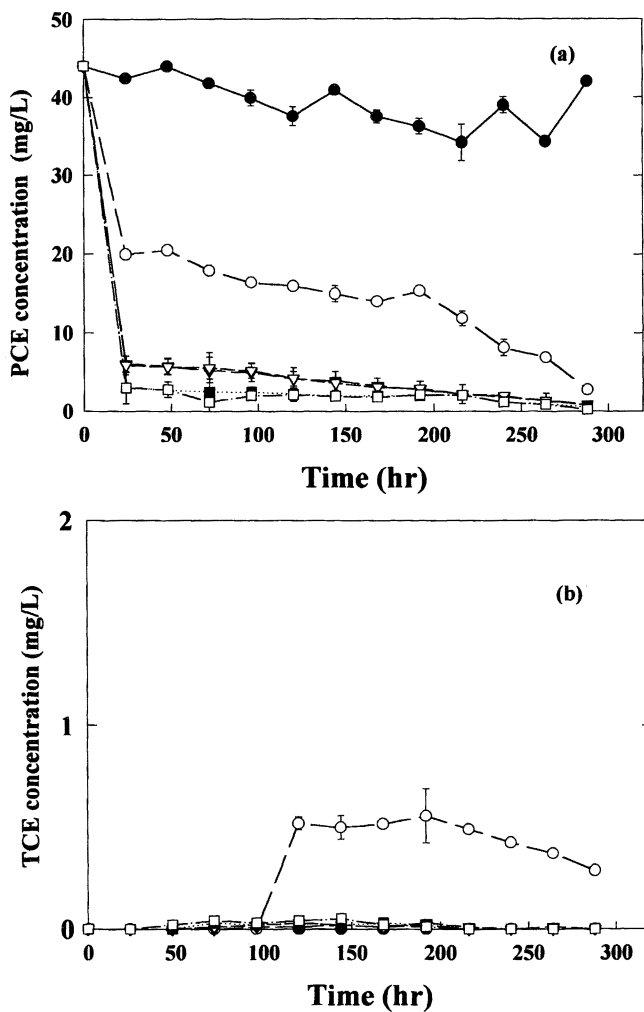 50
(a)
40
30
20
10
0
PCE concentration (mg/L)
0 50 100 150 200 250 300
Time (hr)
2
(b)
1
0
TCE concentration (mg/L)
0 50 100 150 200 250 300
Time (hr)